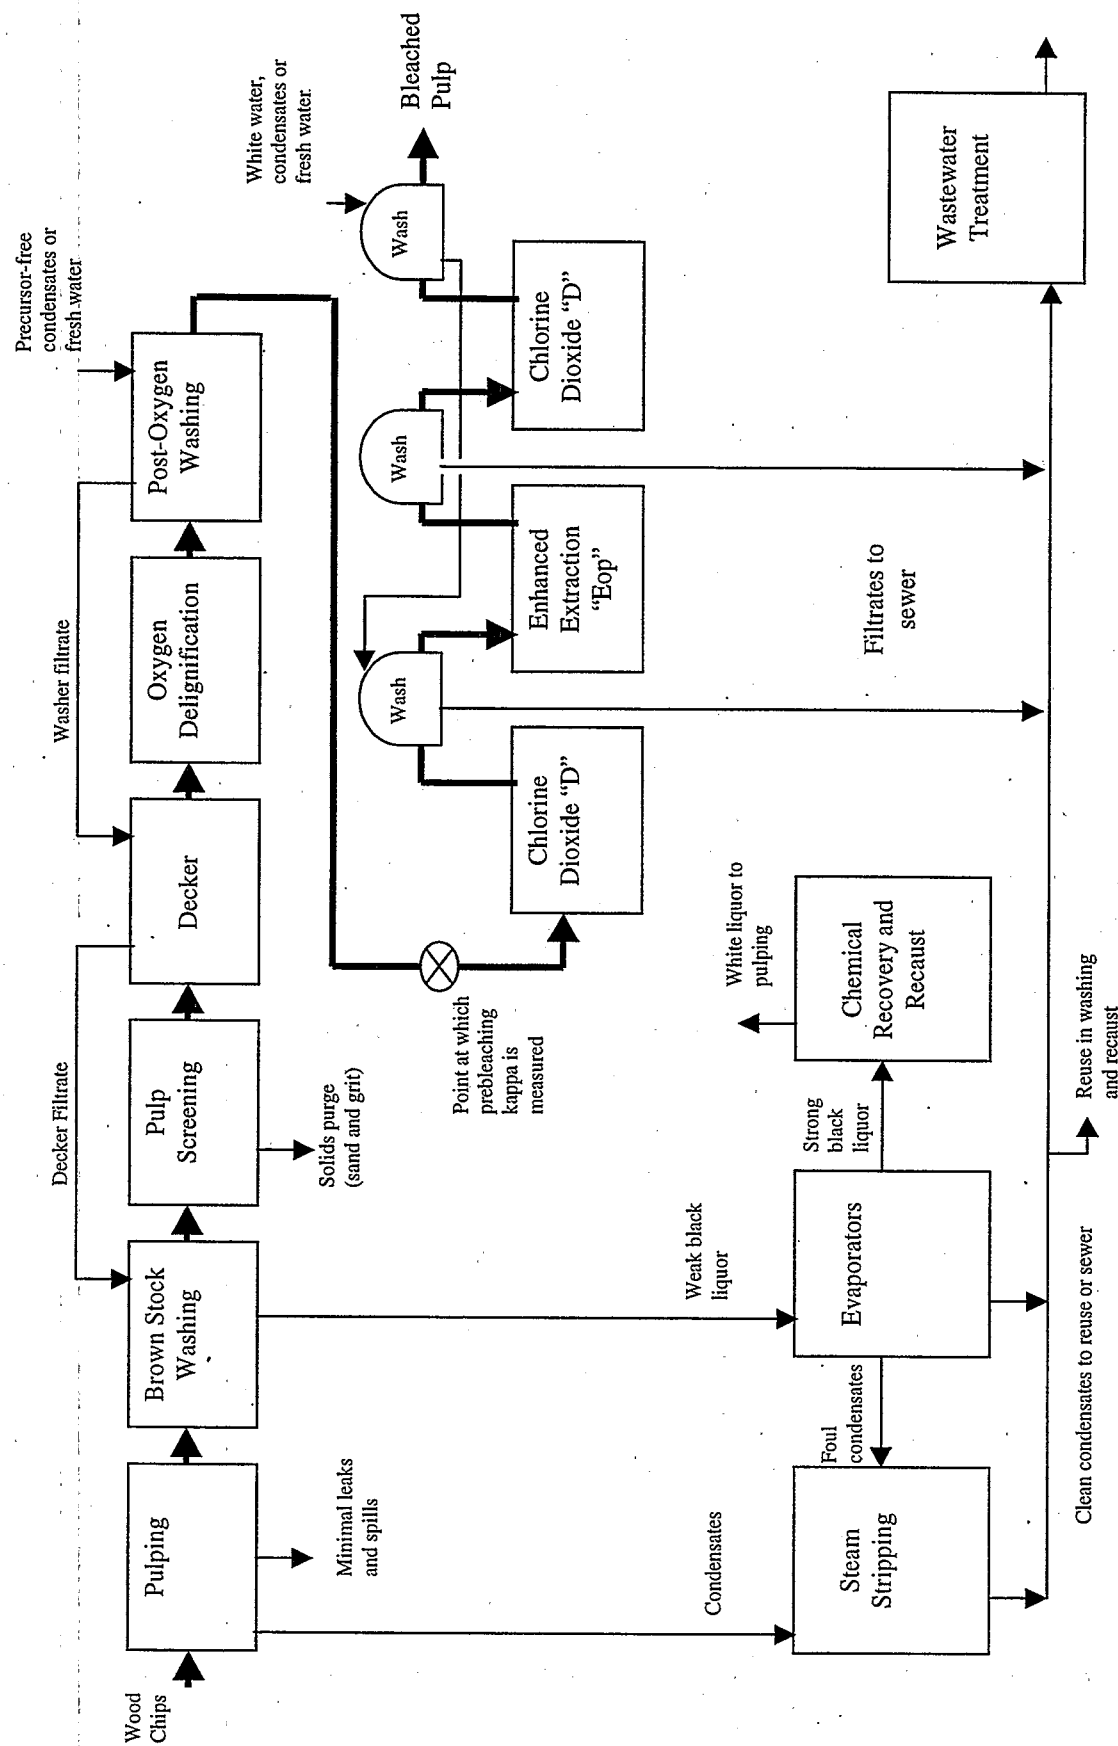 Wood
Chips
Pulping
Minimal leaks
and spills
Brown Stock
Washing
Decker Filtrate
Pulp
Screening
Solids purge
(sand and grit)
Decker
Washer filtrate
Oxygen
Delignification
Post-Oxygen
Washing
Precursor-free
condensates or
fresh water
Point at which
prebleaching
kappa is
measured
Chlorine
Dioxide “D”
Wash
Enhanced
Extraction
“Eop”
Wash
Chlorine
Dioxide “D”
Wash
White water,
condensates or
fresh water.
Bleached
Pulp
Condensates
Steam
Stripping
Foul
condensates
Weak black
liquor
Evaporators
Strong
black
liquor
Chemical
Recovery and
Recaust
White liquor to
pulping
Filtrates to
sewer
Wastewater
Treatment
Clean condensates to reuse or sewer
Reuse in washing
and recaust